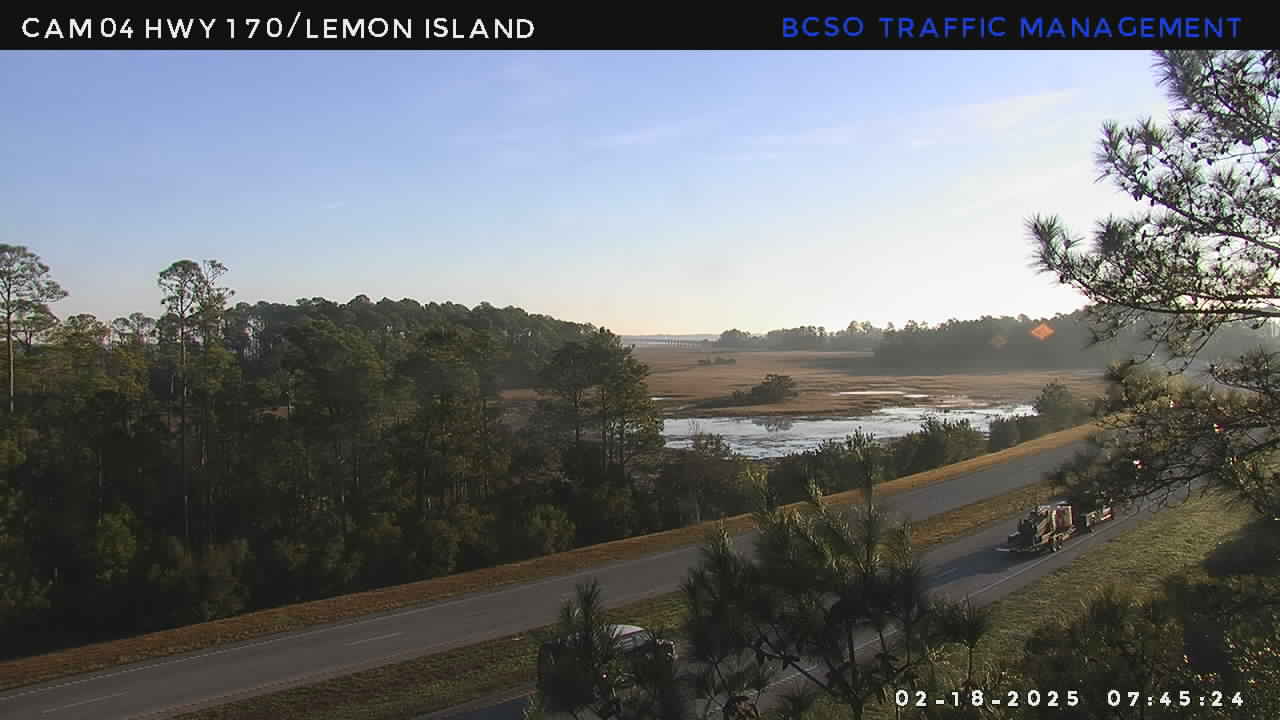 CAM04 HWY 170/LEMON ISLAND
BCSO TRAFFIC MANAGEMENT
02-18-2025 07:45:24